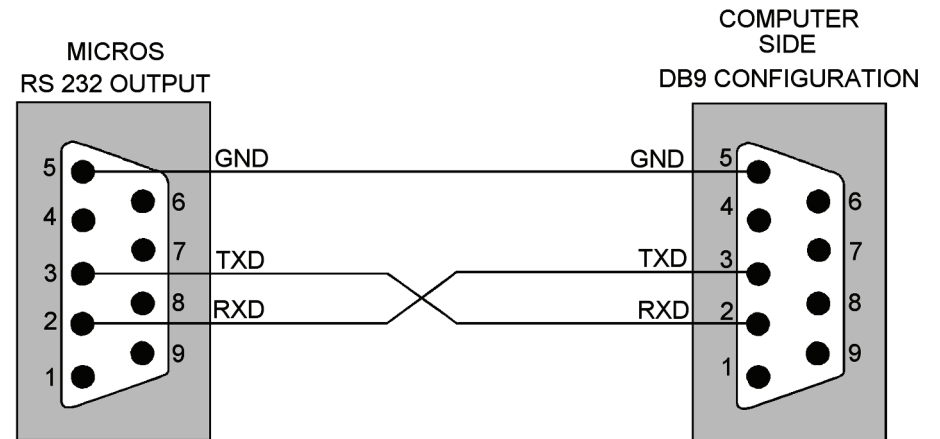 MICROS
RS 232 OUTPUT
COMPUTER
SIDE
DB9 CONFIGURATION
5 GND GND 5
6 6
4 4
7 7
3 TXD TXD 3
8 8
2 RXD RXD 2
9 9
1 1